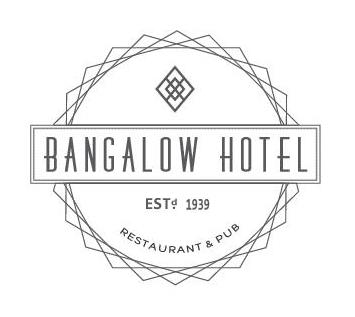 BANGALOW HOTEL
ESTd 1939
RESTAURANT & PUB